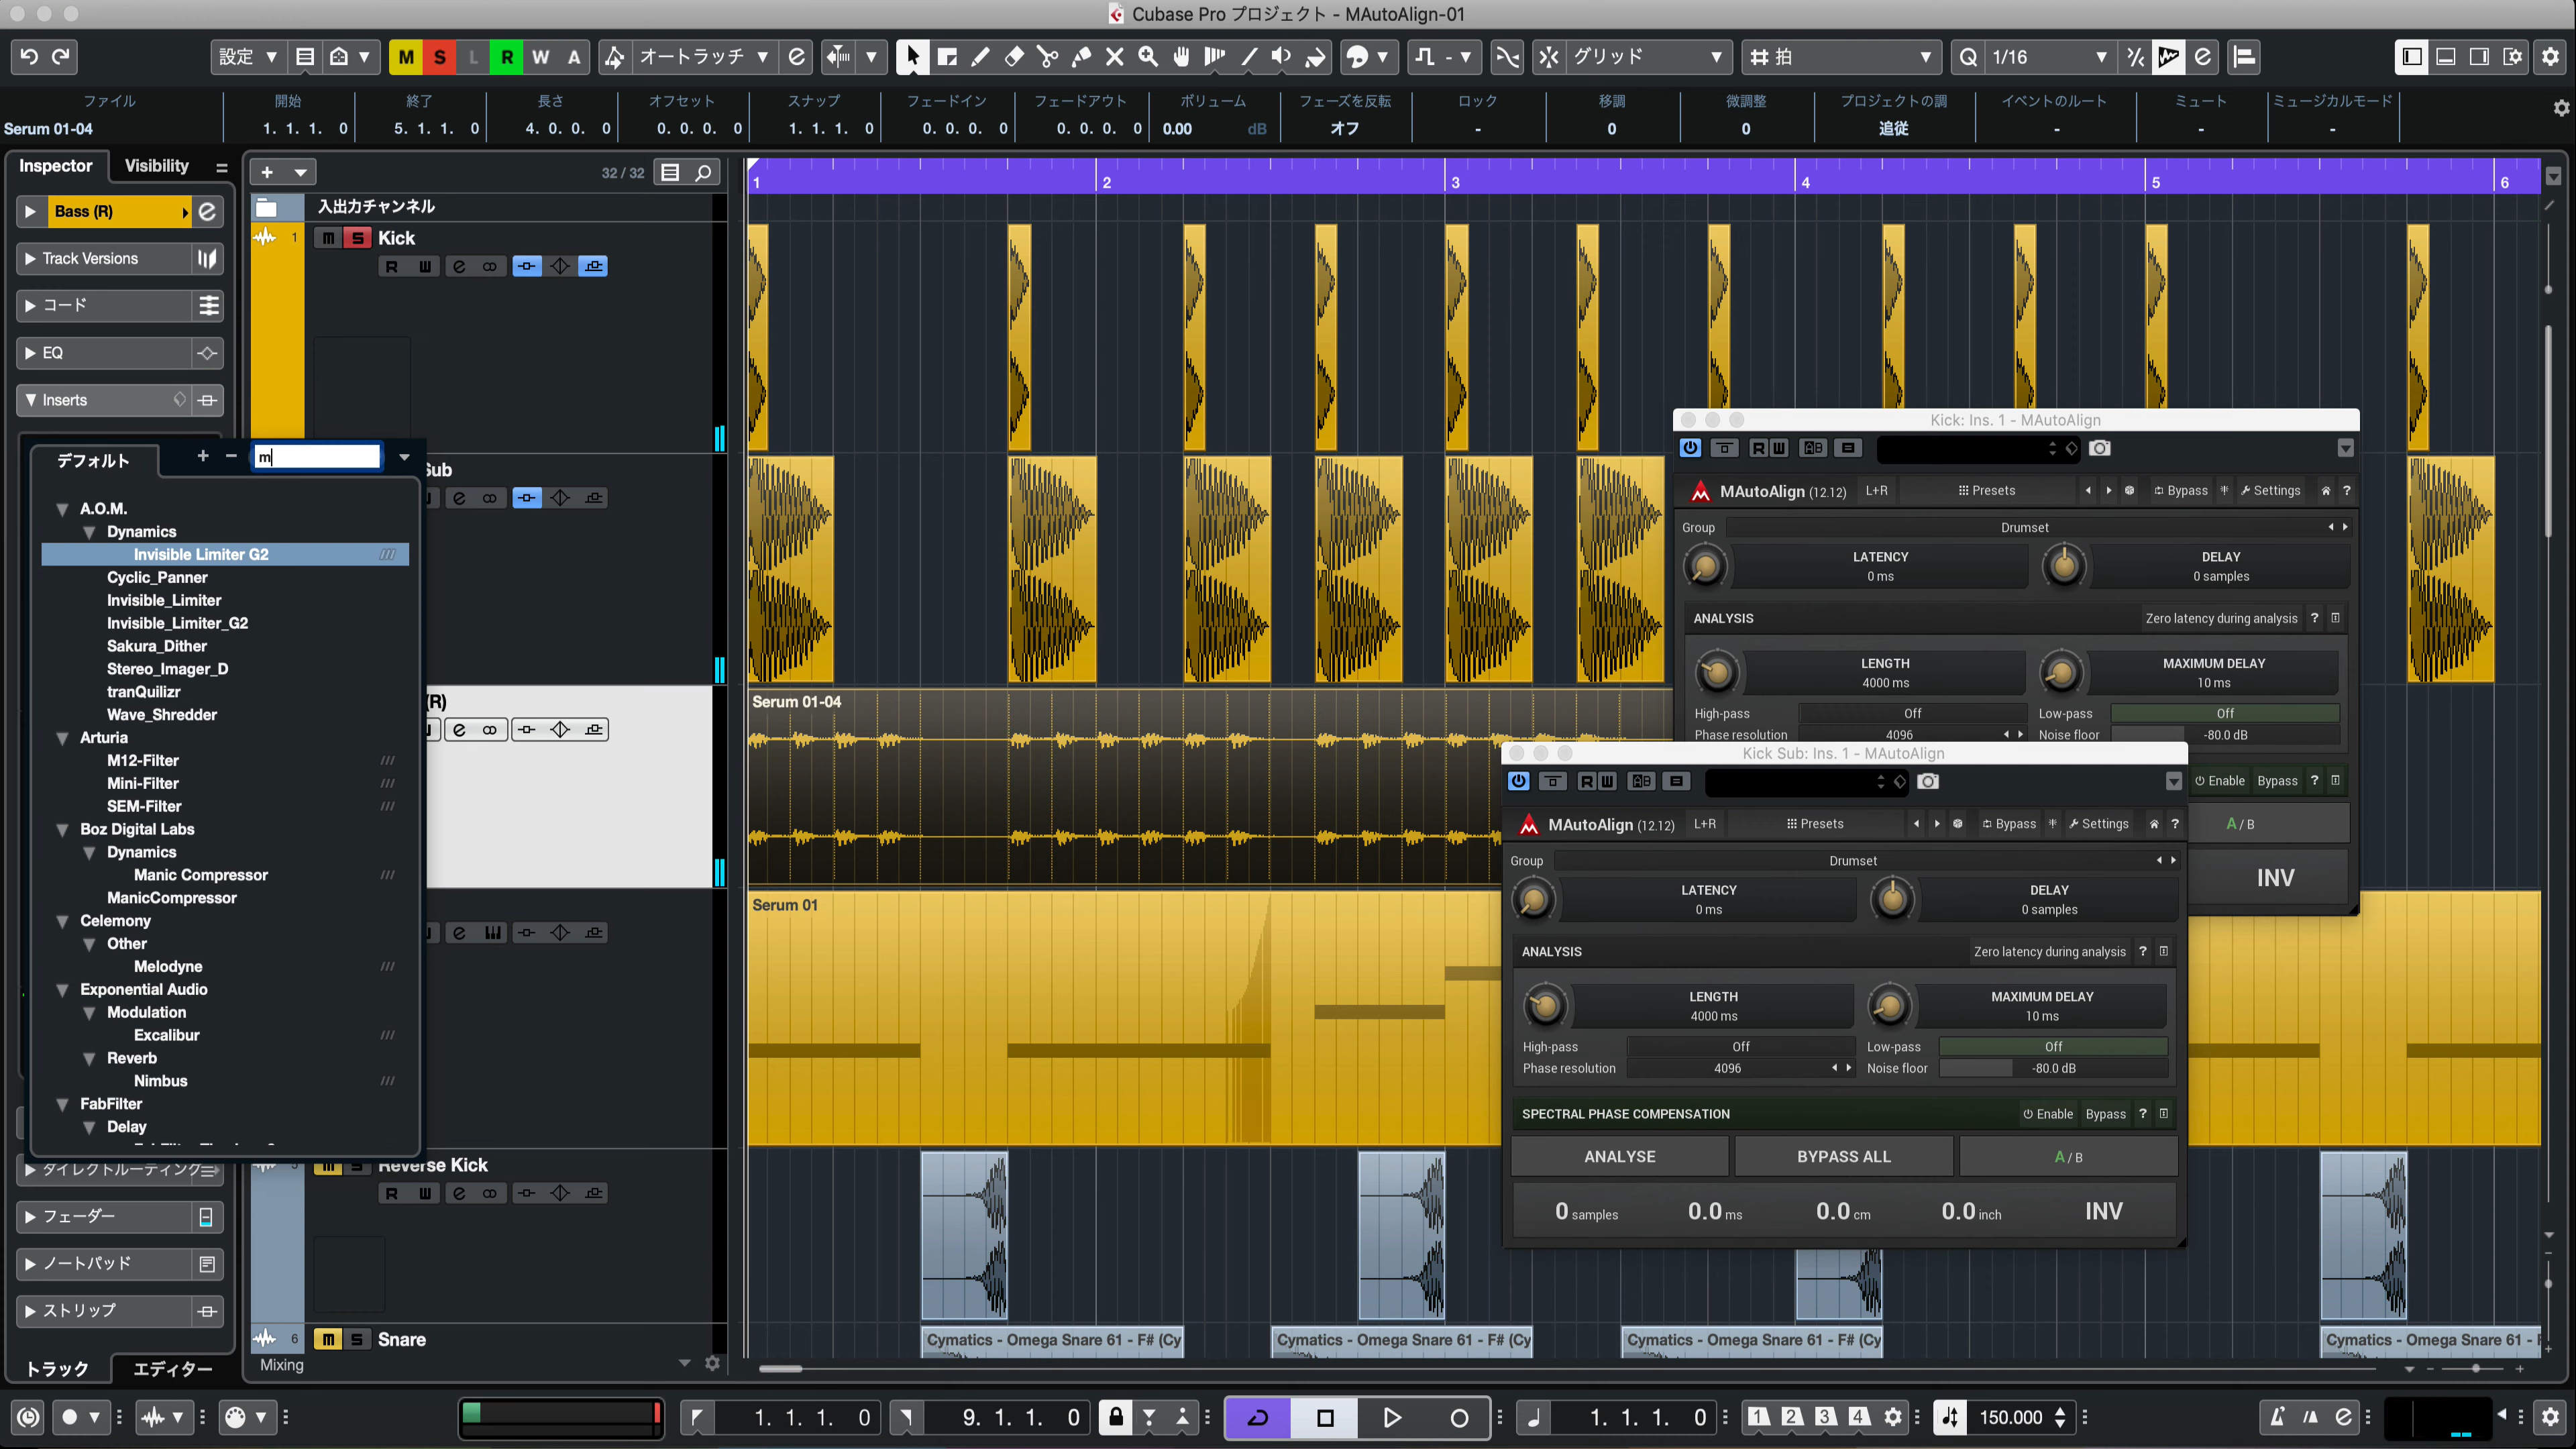 Cubase Pro プロジェクト - MAutoAlign-01
設定 M S L R W A オートタッチ - グリッド 拍 Q 1/16
ファイル 開始 終了 長さ オフセット スナップ フェードイン フェードアウト ボリューム フェーズを反転 ロック 移調 微調整 プロジェクトの調 イベントのルート ミュート ミュージカルモード
Serum 01-04 1. 1. 1. 0 5. 1. 1. 0 4. 0. 0. 0 0. 0. 0. 0 1. 1. 1. 0 0. 0. 0. 0 0. 0. 0. 0 0.00 dB オフ - 0 0 追従 - - -
Inspector Visibility
32 / 32
1 2 3 4 5 6
Bass (R)
入出力チャンネル
1 m S Kick
R W e
Track Versions
コード
EQ
Inserts
デフォルト
+ − m
Sub
A.O.M.
Dynamics
Invisible Limiter G2
Cyclic_Panner
Invisible_Limiter
Invisible_Limiter_G2
Sakura_Dither
Stereo_Imager_D
tranQuilizr
Wave_Shredder
Arturia
M12-Filter
Mini-Filter
SEM-Filter
Boz Digital Labs
Dynamics
Manic Compressor
ManicCompressor
Celemony
Other
Melodyne
Exponential Audio
Modulation
Excalibur
Reverb
Nimbus
FabFilter
Delay
(R)
Serum 01-04
Serum 01
Kick: Ins. 1 - MAutoAlign
R W
MAutoAlign (12.12) L+R Presets Bypass Settings ?
Group Drumset
LATENCY
0 ms
DELAY
0 samples
ANALYSIS Zero latency during analysis ?
LENGTH
4000 ms
MAXIMUM DELAY
10 ms
High-pass Off Low-pass Off
Phase resolution 4096 Noise floor -80.0 dB
Enable Bypass ?
A / B
INV
Kick Sub: Ins. 1 - MAutoAlign
R W
MAutoAlign (12.12) L+R Presets Bypass Settings ?
Group Drumset
LATENCY
0 ms
DELAY
0 samples
ANALYSIS Zero latency during analysis ?
LENGTH
4000 ms
MAXIMUM DELAY
10 ms
High-pass Off Low-pass Off
Phase resolution 4096 Noise floor -80.0 dB
SPECTRAL PHASE COMPENSATION Enable Bypass ?
ANALYSE BYPASS ALL A / B
0 samples 0.0 ms 0.0 cm 0.0 inch INV
ダイレクトルーティング
m S Reverse Kick
R W e
フェーダー
ノートパッド
ストリップ
6 m S Snare
Cymatics - Omega Snare 61 - F# (Cy
Cymatics - Omega Snare 61 - F# (Cy
Cymatics - Omega Snare 61 - F# (Cy
Cymatics - Omega Snare 61 - F
Mixing
トラック エディター
1. 1. 1. 0 9. 1. 1. 0 1. 1. 1. 0 1 2 3 4 150.000